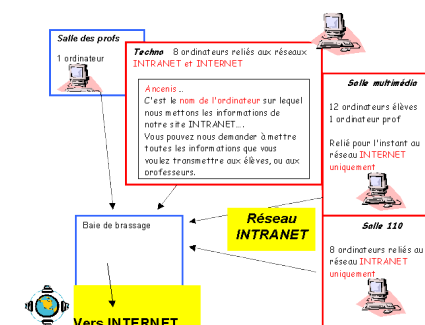 Salle des profs
1 ordinateur
Techno 8 ordinateurs reliés aux réseaux
INTRANET et INTERNET
Ancenis...
C'est le nom de l'ordinateur sur lequel
nous mettons les informations de
notre site INTRANET....
Vous pouvez nous demander à mettre
toutes les informations que vous
voulez transmettre aux élèves, ou aux
professeurs.
Salle multimédia
12 ordinateurs élèves
1 ordinateur prof
Relié pour l'instant au
réseau INTERNET
uniquement
Réseau
INTRANET
Baie de brassage
Salle 110
8 ordinateurs reliés au
réseau INTRANET
uniquement
Vers INTERNET